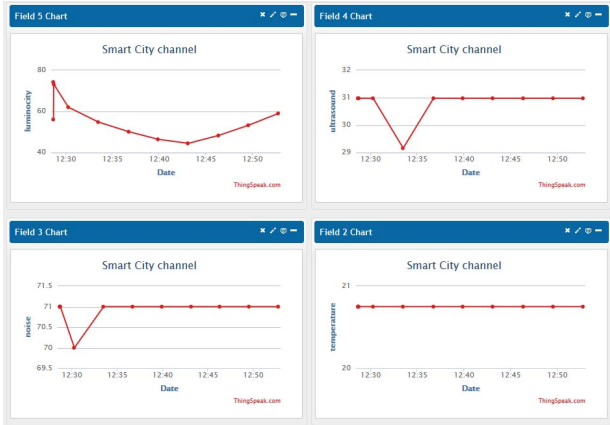 Field 5 Chart
Smart City channel
80
60
40
luminocity
12:30 12:35 12:40 12:45 12:50
Date
ThingSpeak.com
Field 4 Chart
Smart City channel
32
31
30
29
ultrasound
12:30 12:35 12:40 12:45 12:50
Date
ThingSpeak.com
Field 3 Chart
Smart City channel
71.5
71
70.5
70
69.5
noise
12:30 12:35 12:40 12:45 12:50
Date
ThingSpeak.com
Field 2 Chart
Smart City channel
21
20
temperature
12:30 12:35 12:40 12:45 12:50
Date
ThingSpeak.com